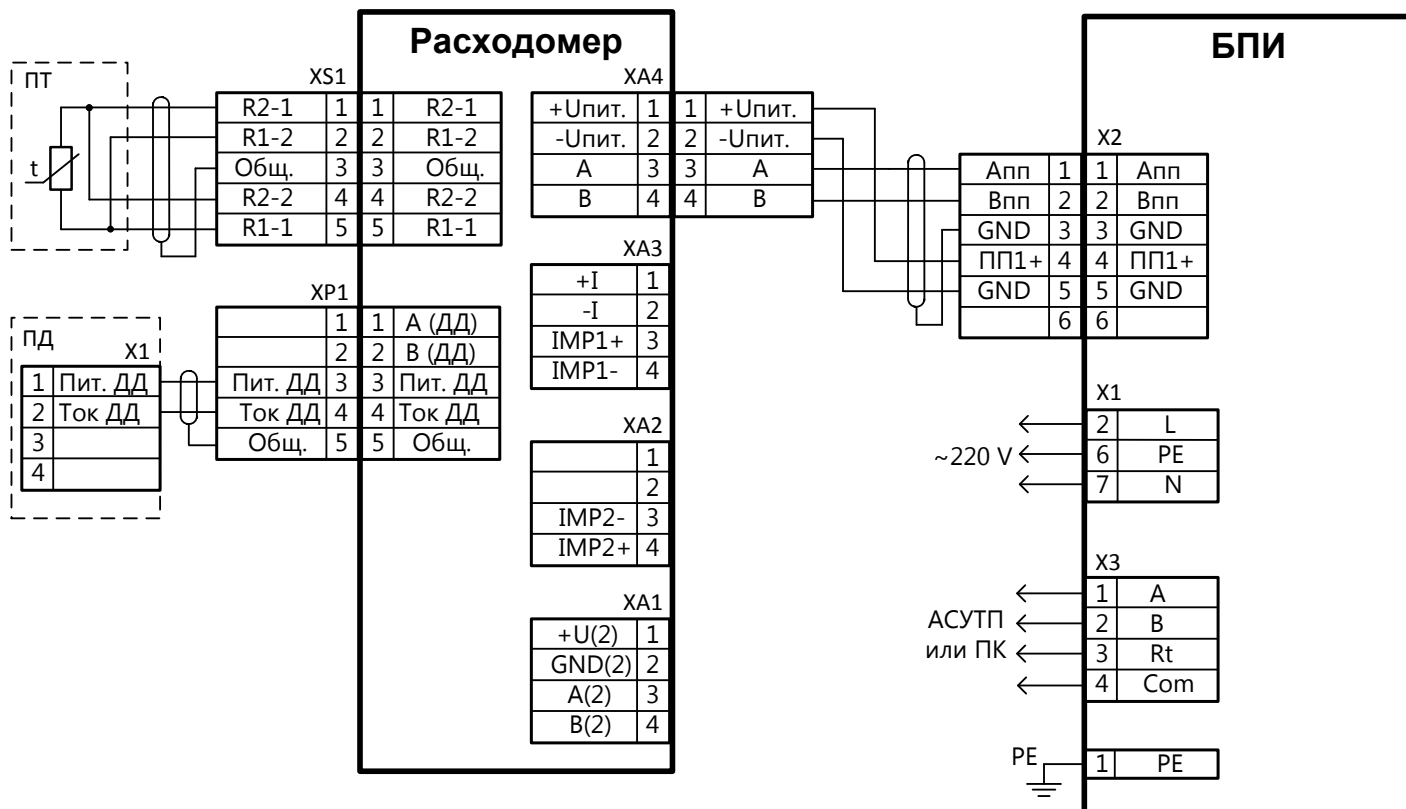 Расходомер
БПИ
ПТ
t
XS1
R2-1 1 1 R2-1
R1-2 2 2 R1-2
Общ. 3 3 Общ.
R2-2 4 4 R2-2
R1-1 5 5 R1-1
XP1
1 1 А (ДД)
2 2 В (ДД)
Пит. ДД 3 3 Пит. ДД
Ток ДД 4 4 Ток ДД
Общ. 5 5 Общ.
ПД
X1
1 Пит. ДД
2 Ток ДД
3
4
XA4
+Uпит. 1 1 +Uпит.
-Uпит. 2 2 -Uпит.
A 3 3 A
B 4 4 B
XA3
+I 1
-I 2
IMP1+ 3
IMP1- 4
XA2
1
2
IMP2- 3
IMP2+ 4
XA1
+U(2) 1
GND(2) 2
A(2) 3
B(2) 4
X2
Апп 1 1 Апп
Впп 2 2 Впп
GND 3 3 GND
ПП1+ 4 4 ПП1+
GND 5 5 GND
6 6
X1
~220 V
2 L
6 PE
7 N
X3
АСУТП
или ПК
1 A
2 B
3 Rt
4 Com
PE
1 PE